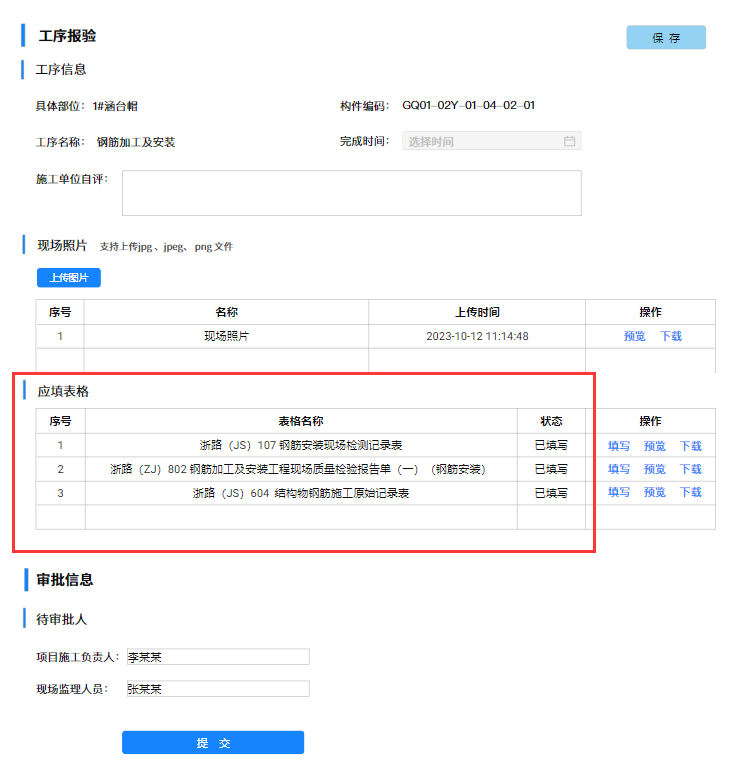 工序报验
保 存
工序信息
具体部位： 1#涵台帽 构件编码： GQ01-02Y-01-04-02-01
工序名称： 钢筋加工及安装 完成时间： 选择时间
施工单位自评：
现场照片 支持上传jpg 、jpeg、 png 文件
上传图片
序号 名称 上传时间 操作
1 现场照片 2023-10-12 11:14:48 预览 下载
应填表格
序号 表格名称 状态 操作
1 浙路（JS）107 钢筋安装现场检测记录表 已填写 填写 预览 下载
2 浙路（ZJ）802 钢筋加工及安装工程现场质量检验报告单（一）（钢筋安装） 已填写 填写 预览 下载
3 浙路（JS）604 结构物钢筋施工原始记录表 已填写 填写 预览 下载
审批信息
待审批人
项目施工负责人： 李某某
现场监理人员： 张某某
提 交